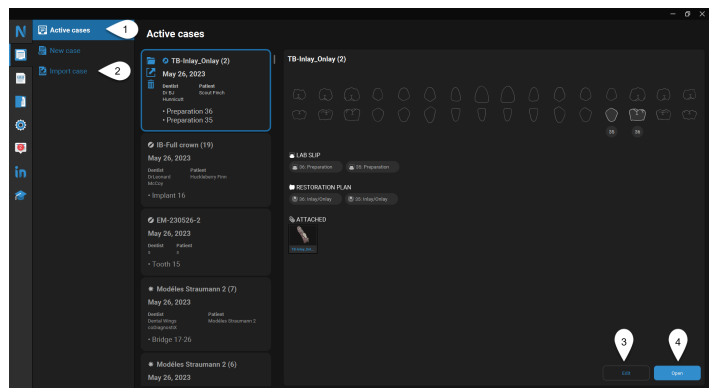 N
Active cases
1
New case
Import case
2
in
Active cases
TB-Inlay_Onlay (2)
May 26, 2023
Dentist Patient
Dr BJ Scout Finch
Hunnicutt
• Preparation 36
• Preparation 35
IB-Full crown (19)
May 26, 2023
Dentist Patient
DrLeonard Huckleberry Finn
McCoy
• Implant 16
EM-230526-2
May 26, 2023
Dentist Patient
• Tooth 15
Modèles Straumann 2 (7)
May 26, 2023
Dentist Patient
Dental Wings Modèles Straumann 2
coDiagnostiX
• Bridge 17-26
Modèles Straumann 2 (6)
May 26, 2023
TB-Inlay_Onlay (2)
35 36
LAB SLIP
36: Preparation 35: Preparation
RESTORATION PLAN
36: Inlay/Onlay 35: Inlay/Onlay
ATTACHED
3
4
Edit
Open